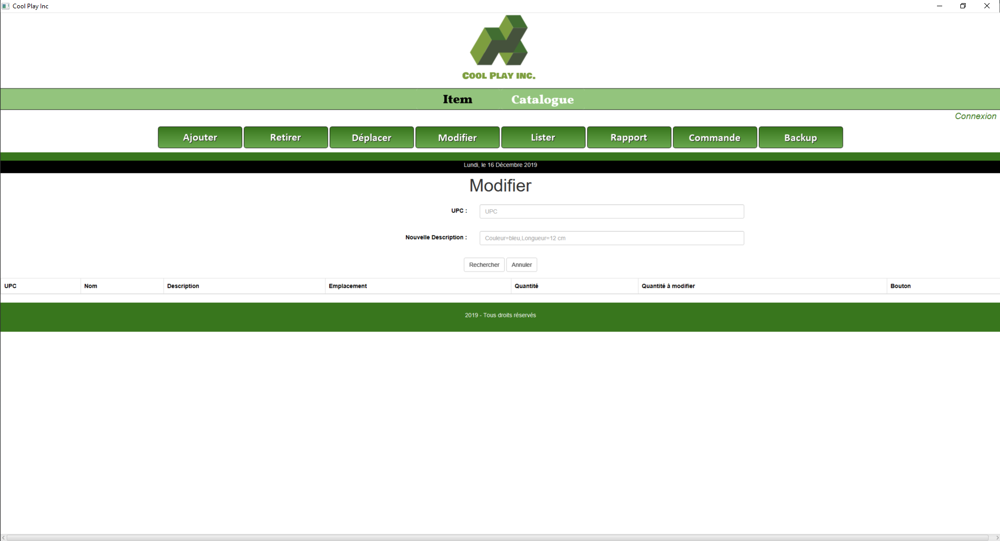 Cool Play Inc
COOL PLAY INC.
Item Catalogue
Connexion
Ajouter Retirer Déplacer Modifier Lister Rapport Commande Backup
Lundi, le 16 Décembre 2019
Modifier
UPC : UPC
Nouvelle Description : Couleur=bleu,Longueur=12 cm
Rechercher Annuler
UPC Nom Description Emplacement Quantité Quantité à modifier Bouton
2019 - Tous droits réservés